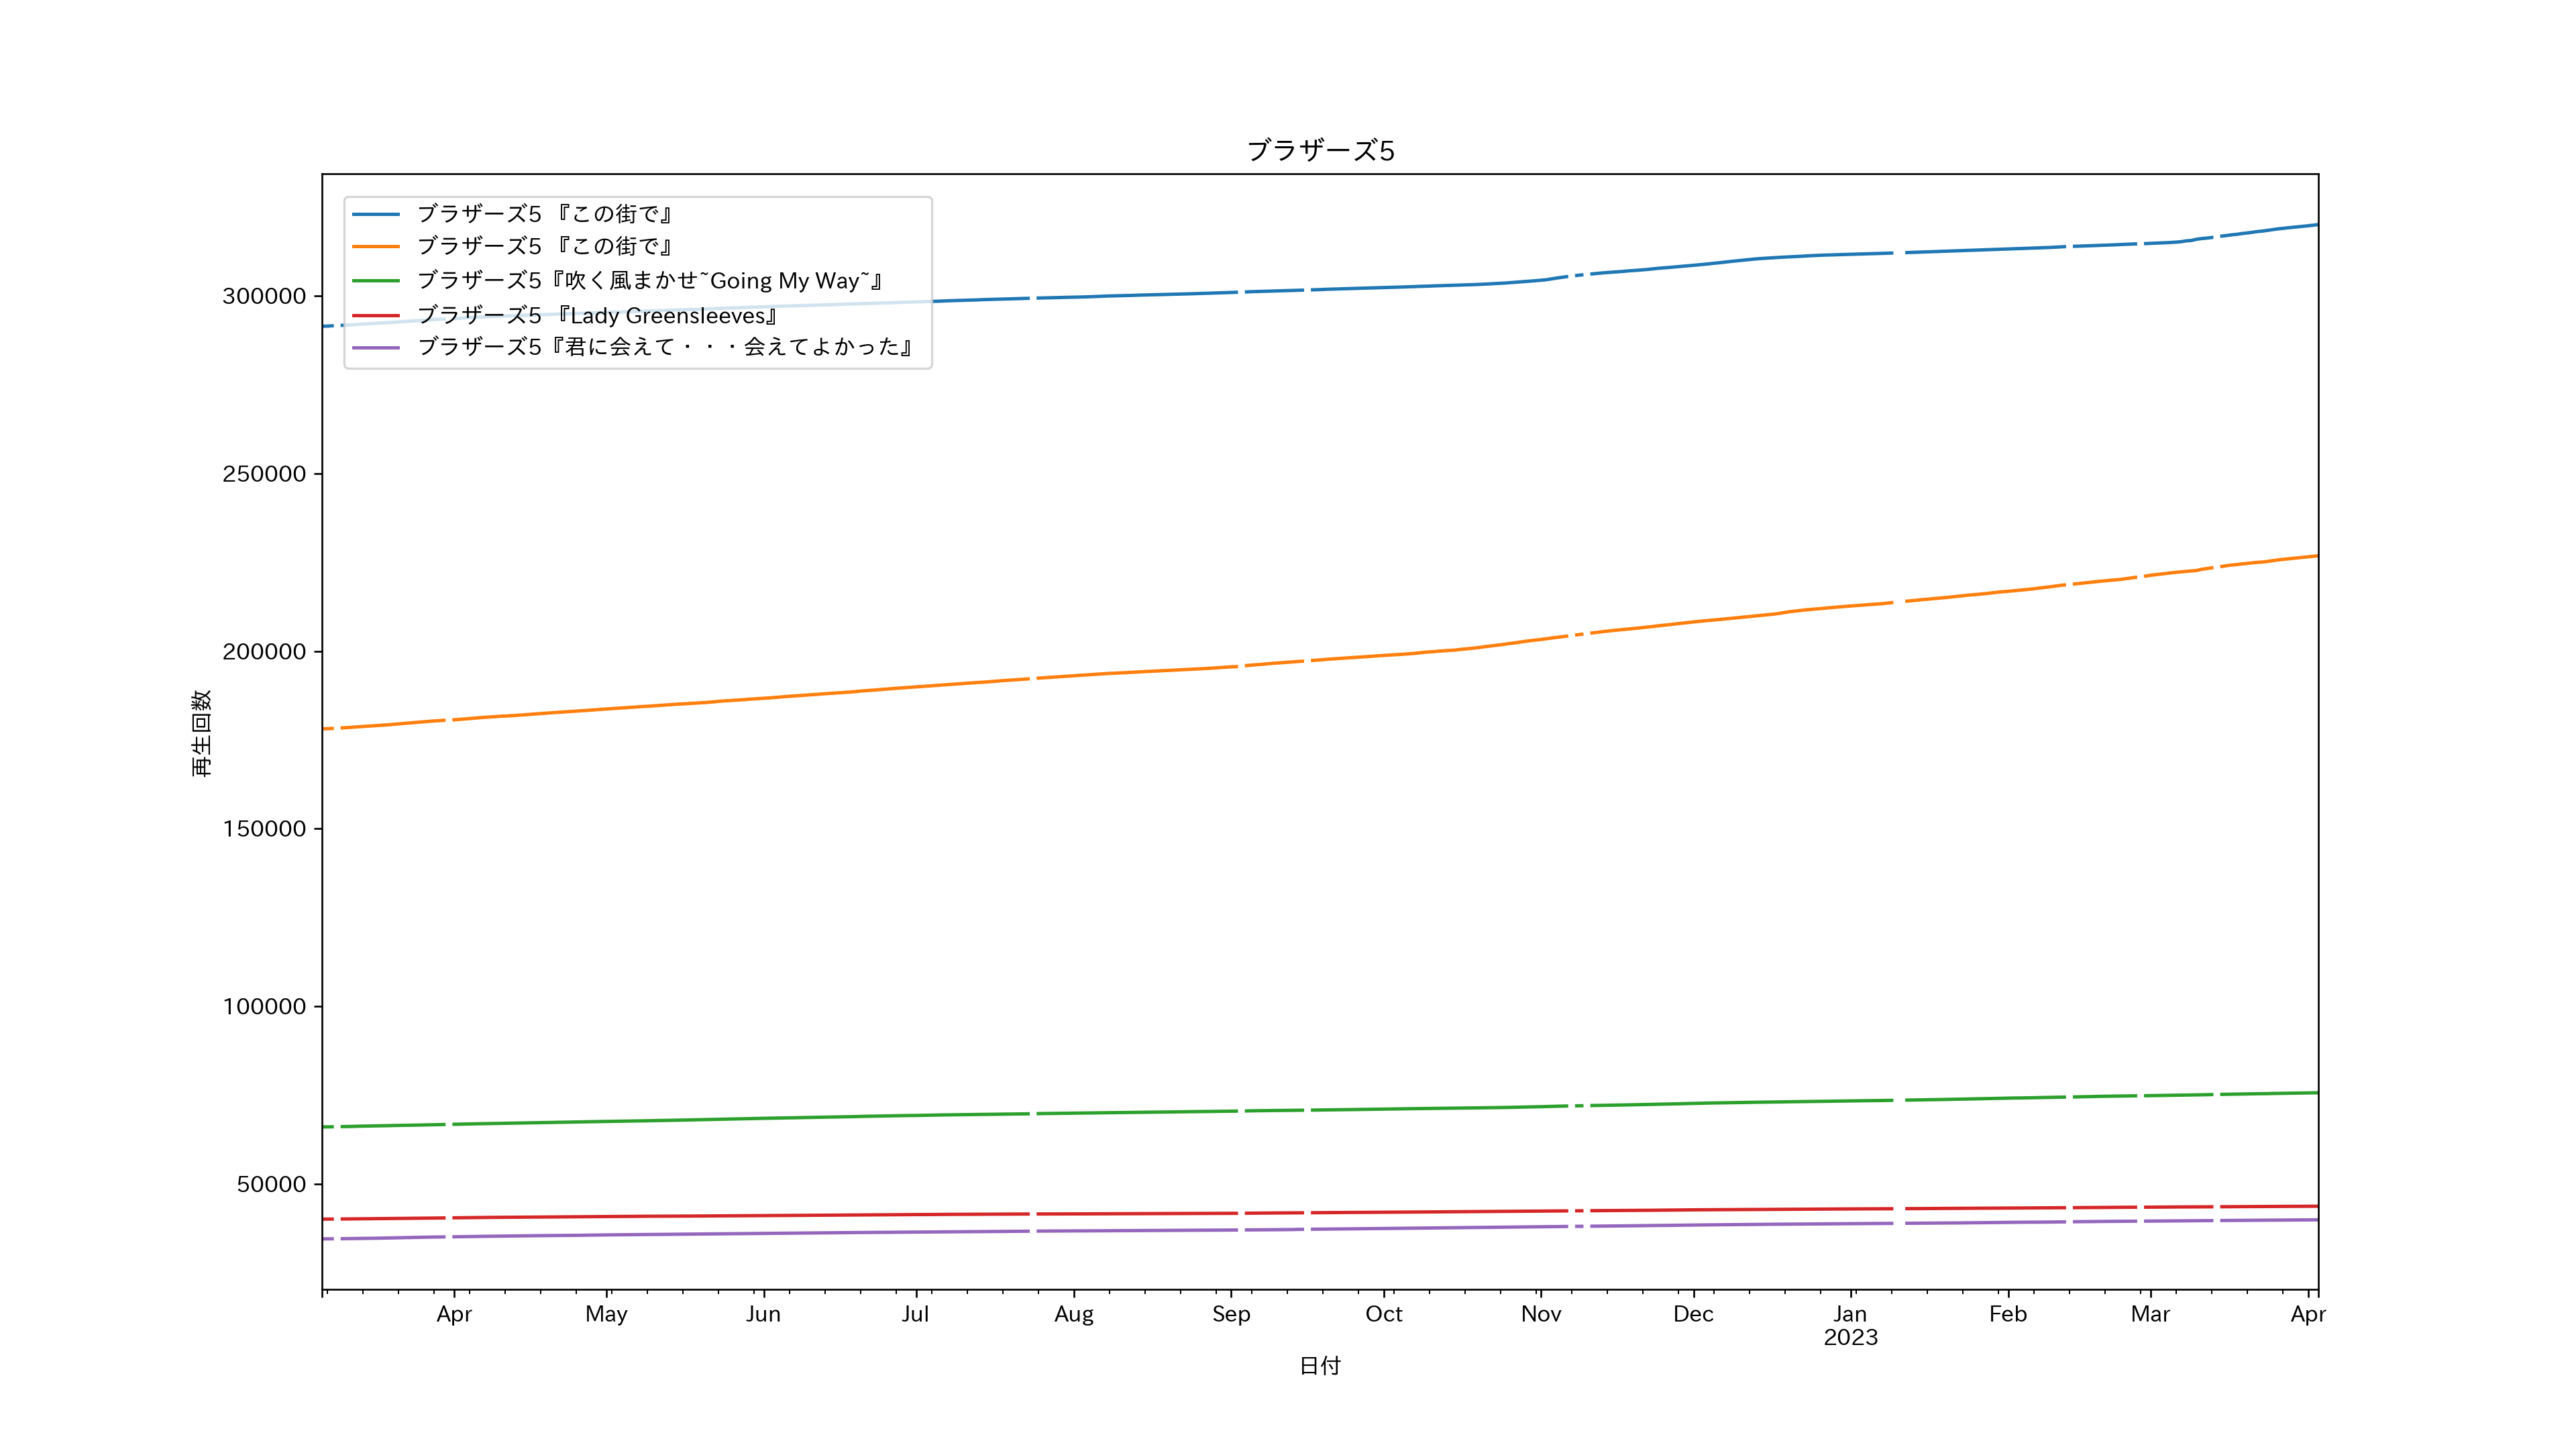 ブラザーズ5
ブラザーズ5 『この街で』
ブラザーズ5 『この街で』
ブラザーズ5『吹く風まかせ~Going My Way~』
ブラザーズ5 『Lady Greensleeves』
ブラザーズ5『君に会えて・・・会えてよかった』
300000
250000
200000
150000
100000
50000
再生回数
Apr May Jun Jul Aug Sep Oct Nov Dec Jan Feb Mar Apr
2023
日付